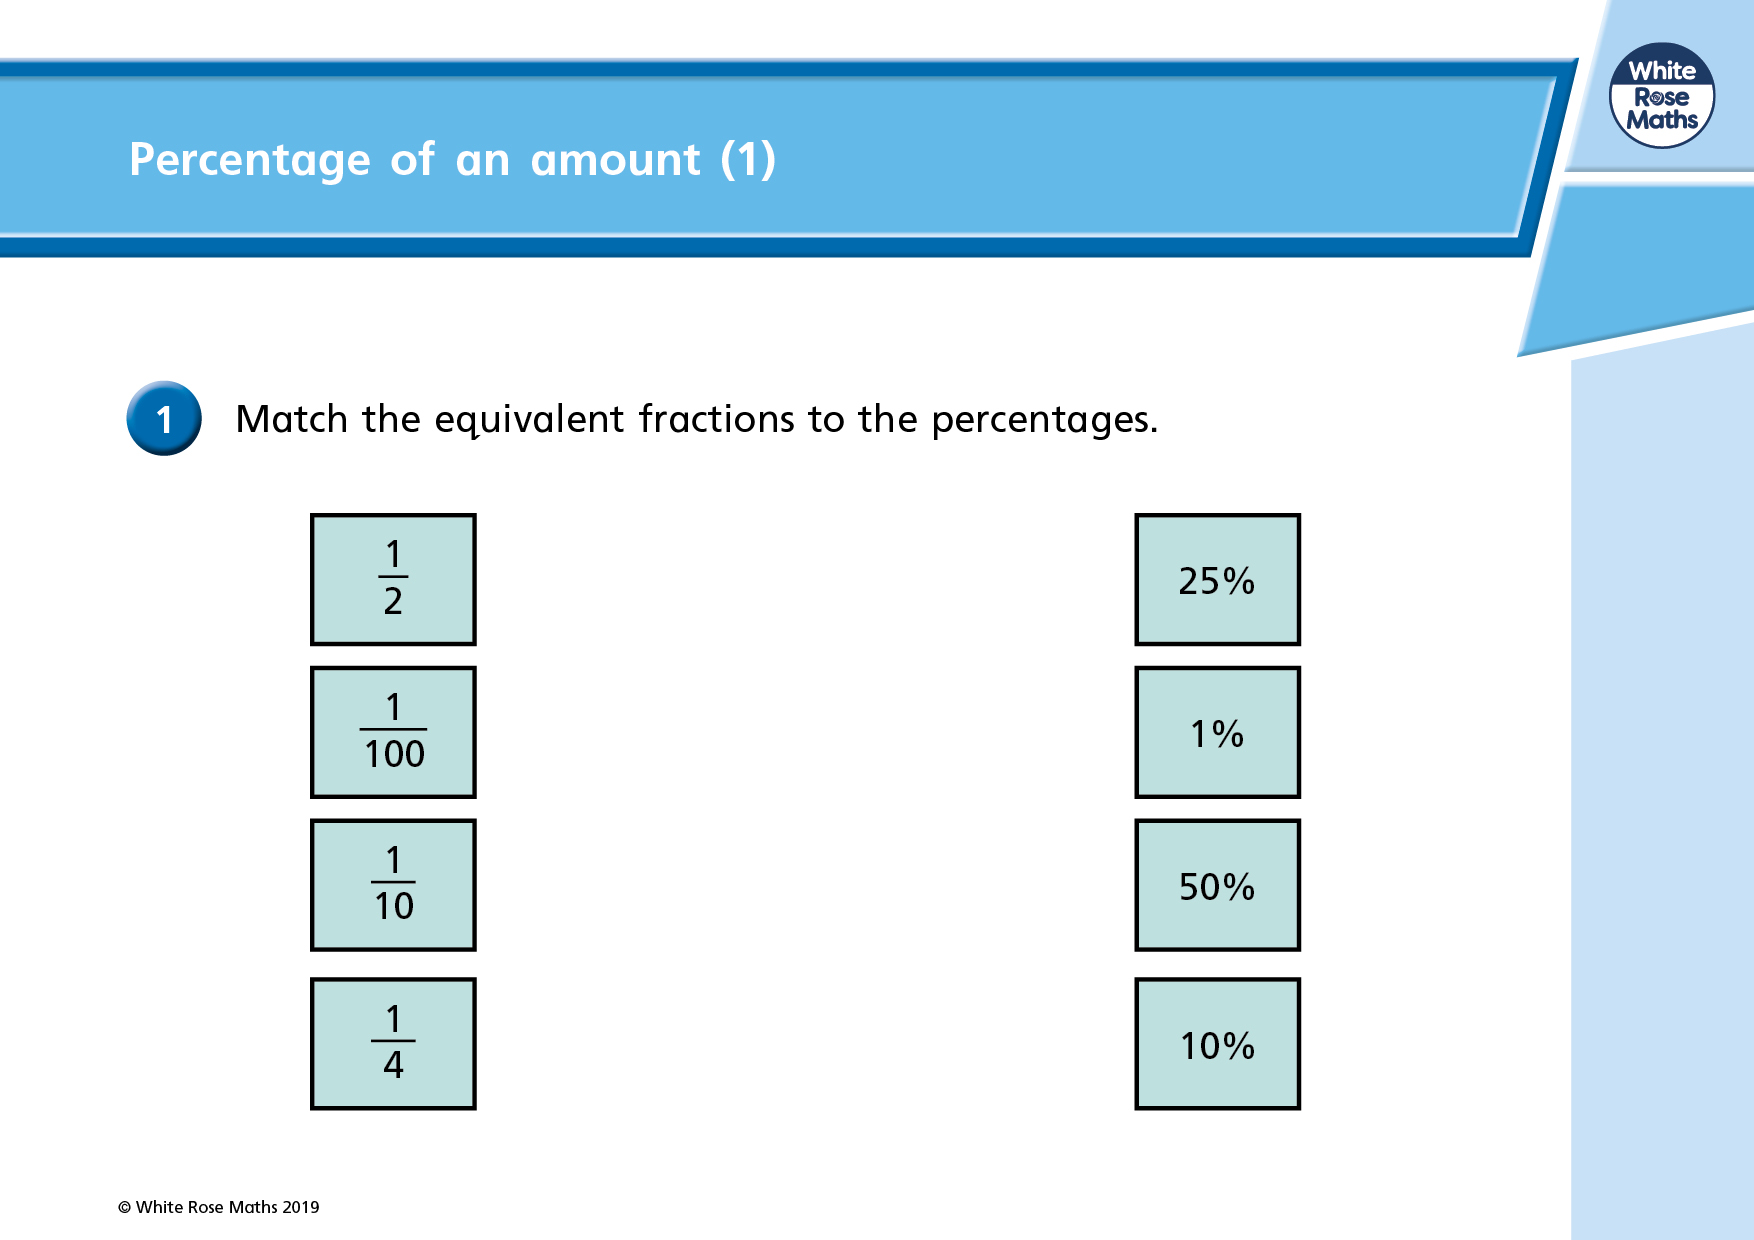 White
Rose
Maths
Percentage of an amount (1)
1 Match the equivalent fractions to the percentages.
1/2 25%
1/100 1%
1/10 50%
1/4 10%
© White Rose Maths 2019